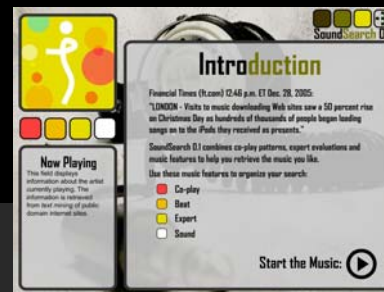 SoundSearch 0
Introduction
Financial Times (ft.com) 12:46 p.m. ET Dec. 28, 2005:
"LONDON - Visits to music downloading Web sites saw a 50 percent rise
on Christmas Day as hundreds of thousands of people began loading
songs on to the iPods they received as presents."
SoundSearch 0.1 combines co-play patterns, expert evaluations and
music features to help you retrieve the music you like.
Use these music features to organize your search:
Co-play
Beat
Expert
Sound
Start the Music:
Now Playing
This field displays
information about the artist
currently playing. The
information is retrieved
from text mining of public
domain internet sites.